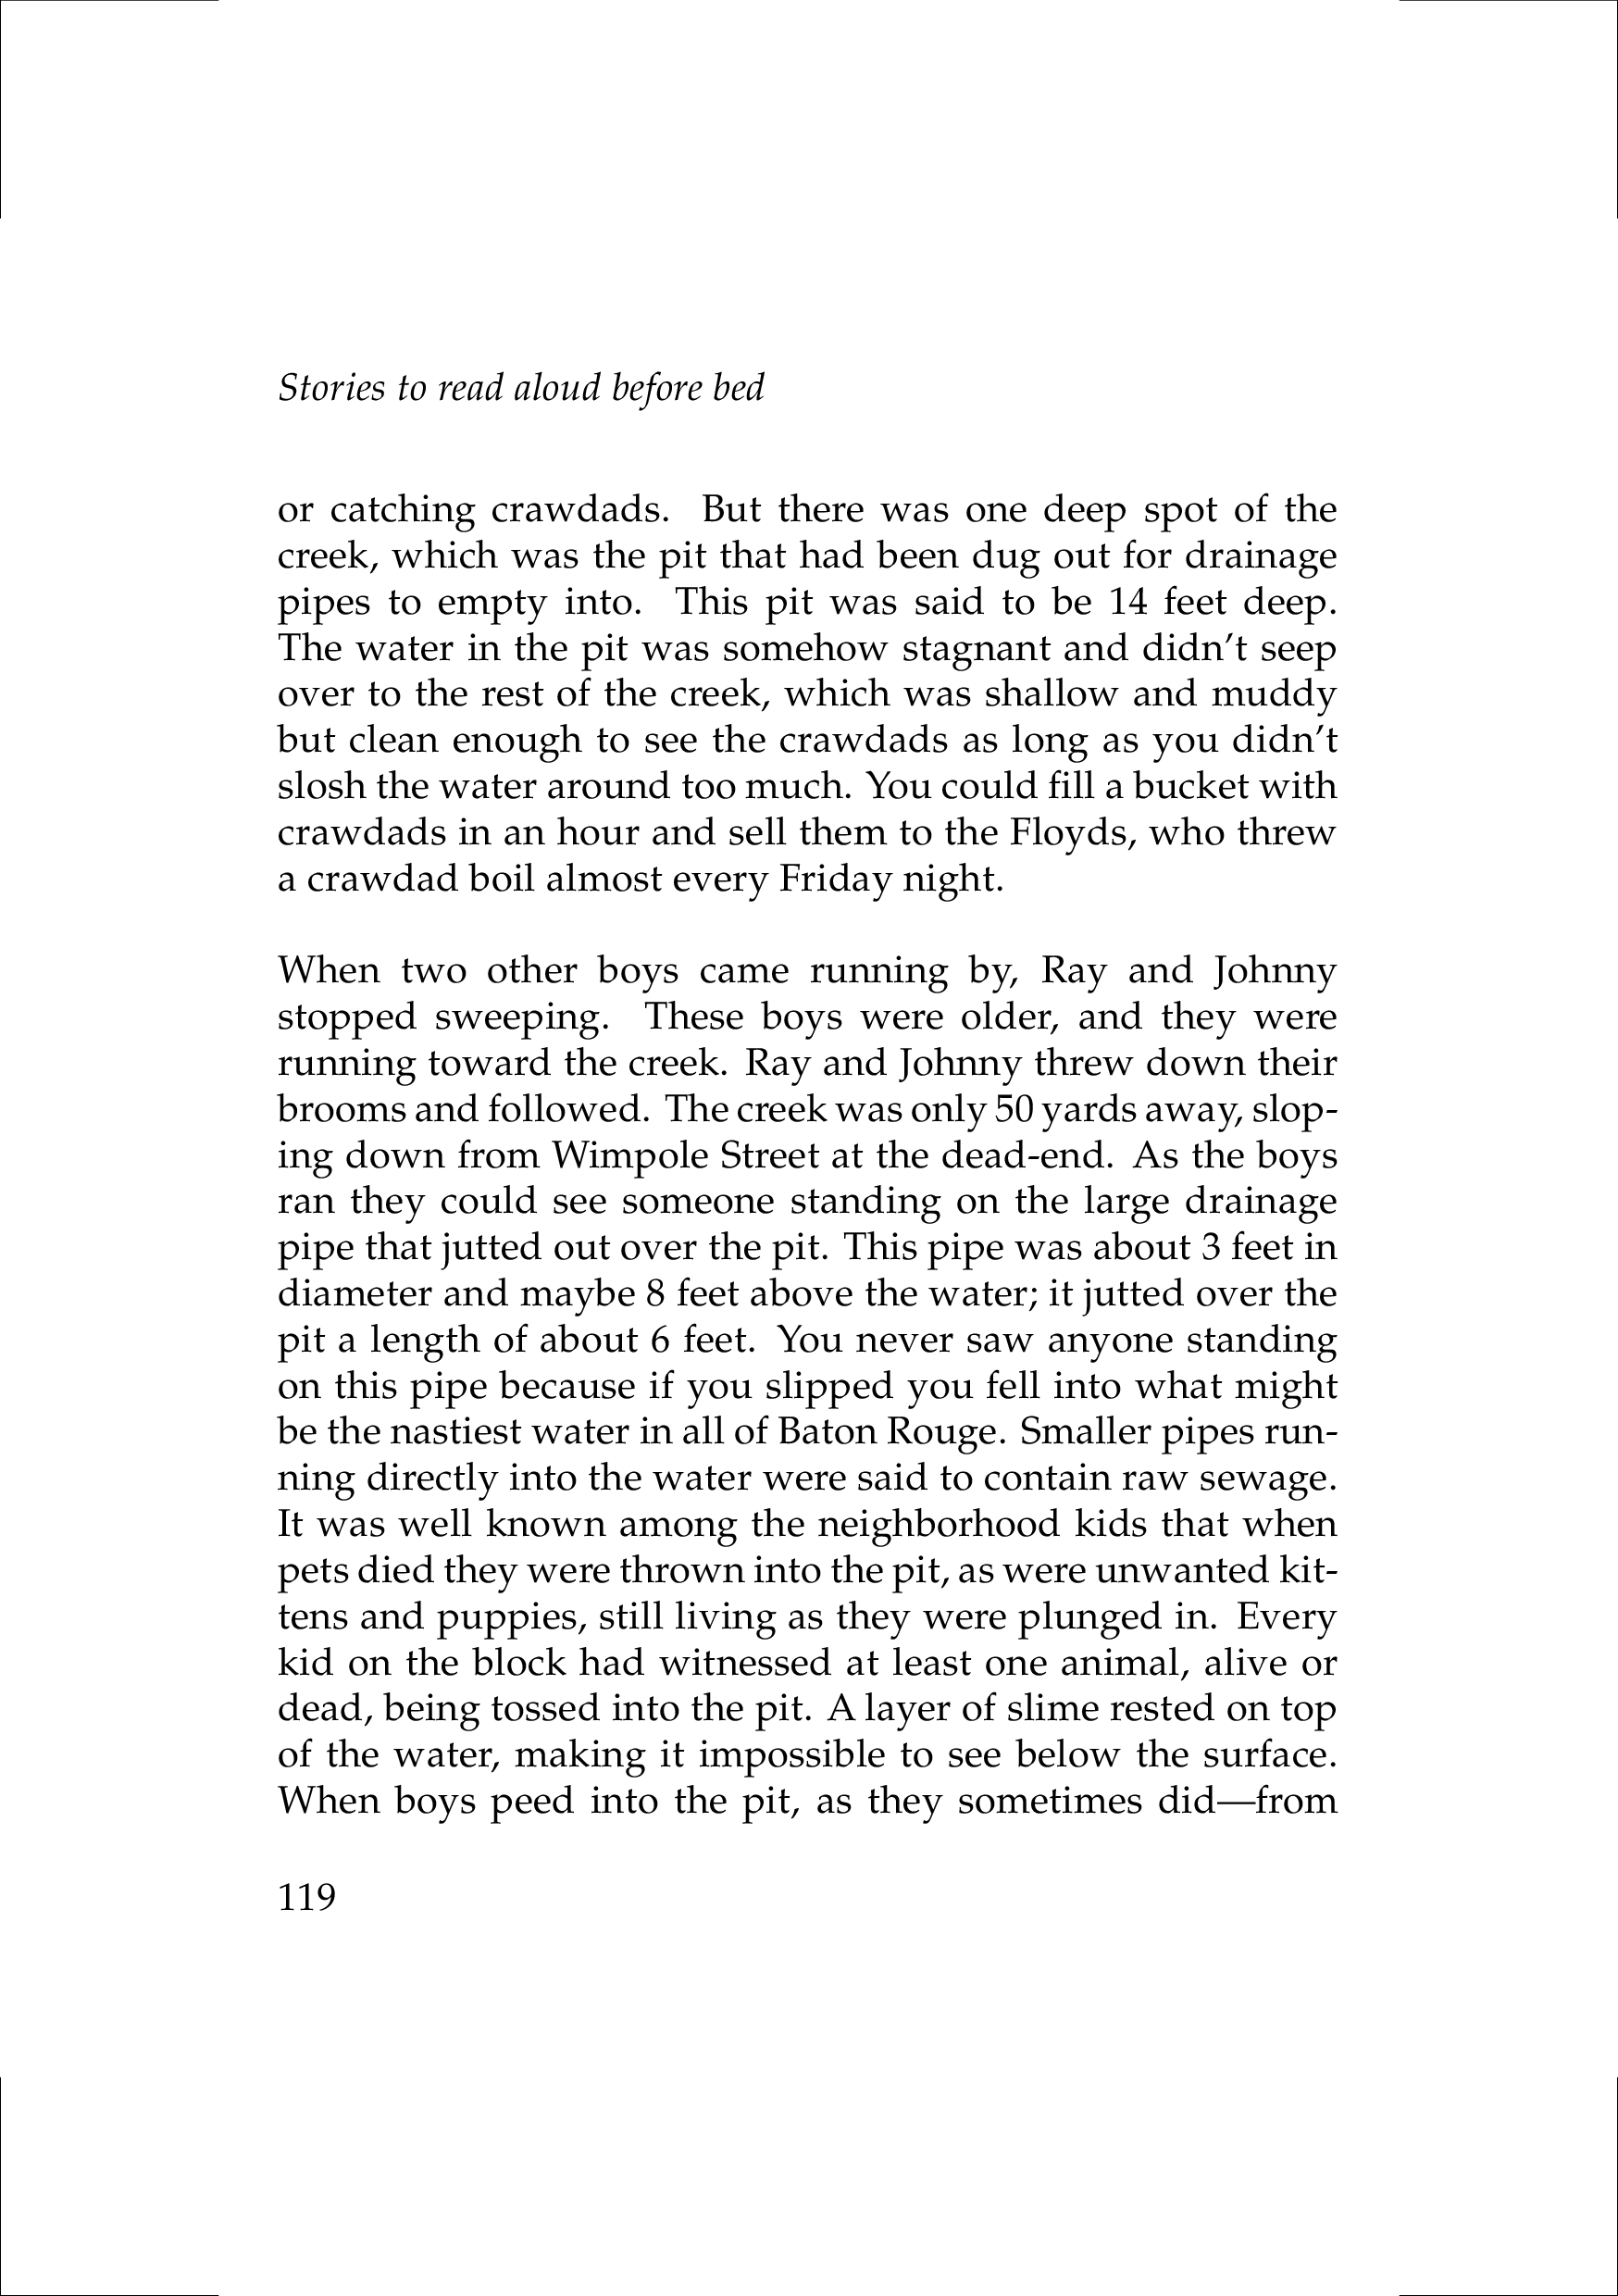 Stories to read aloud before bed
or catching crawdads. But there was one deep spot of the
creek, which was the pit that had been dug out for drainage
pipes to empty into. This pit was said to be 14 feet deep.
The water in the pit was somehow stagnant and didn’t seep
over to the rest of the creek, which was shallow and muddy
but clean enough to see the crawdads as long as you didn’t
slosh the water around too much. You could fill a bucket with
crawdads in an hour and sell them to the Floyds, who threw
a crawdad boil almost every Friday night.
When two other boys came running by, Ray and Johnny
stopped sweeping. These boys were older, and they were
running toward the creek. Ray and Johnny threw down their
brooms and followed. The creek was only 50 yards away, slop-
ing down from Wimpole Street at the dead-end. As the boys
ran they could see someone standing on the large drainage
pipe that jutted out over the pit. This pipe was about 3 feet in
diameter and maybe 8 feet above the water; it jutted over the
pit a length of about 6 feet. You never saw anyone standing
on this pipe because if you slipped you fell into what might
be the nastiest water in all of Baton Rouge. Smaller pipes run-
ning directly into the water were said to contain raw sewage.
It was well known among the neighborhood kids that when
pets died they were thrown into the pit, as were unwanted kit-
tens and puppies, still living as they were plunged in. Every
kid on the block had witnessed at least one animal, alive or
dead, being tossed into the pit. A layer of slime rested on top
of the water, making it impossible to see below the surface.
When boys peed into the pit, as they sometimes did—from
119